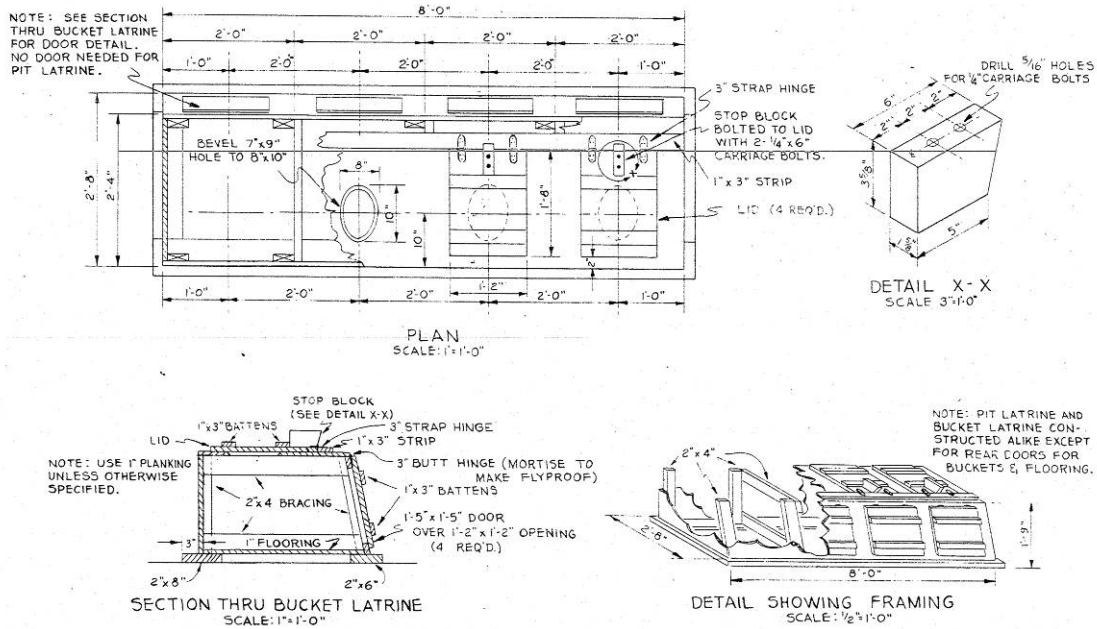 NOTE: SEE SECTION
THRU BUCKET LATRINE
FOR DOOR DETAIL.
NO DOOR NEEDED FOR
PIT LATRINE.
8'-0"
2'-0" 2'-0" 2'-0" 2'-0"
1'-0" 2'-0" 2'-0" 2'-0" 1'-0"
2'-8"
2'-4"
BEVEL 7"x9"
HOLE TO 8"x10"
8"
10"
10"
1'-8"
2"
1'-2"
X
3" STRAP HINGE
STOP BLOCK
BOLTED TO LID
WITH 2-¼"x6"
CARRIAGE BOLTS.
1"x3" STRIP
LID (4 REQ'D.)
1'-0" 2'-0" 2'-0" 2'-0" 1'-0"
PLAN
SCALE: 1"=1'-0"
DRILL 5/16" HOLES
FOR ¼" CARRIAGE BOLTS
6"
2" 2" 2"
3⅝"
1⅝"
5"
DETAIL X-X
SCALE 3"=1'-0"
STOP BLOCK
(SEE DETAIL X-X)
1"x3" BATTENS
3" STRAP HINGE
LID
1"x3" STRIP
NOTE: USE 1" PLANKING
UNLESS OTHERWISE
SPECIFIED.
3" BUTT HINGE (MORTISE TO
MAKE FLYPROOF)
1"x3" BATTENS
2"x4 BRACING
1'-5"x1'-5" DOOR
OVER 1'-2"x1'-2" OPENING
(4 REQ'D.)
3"
1" FLOORING
2"x8"
2"x6"
SECTION THRU BUCKET LATRINE
SCALE: 1"=1'-0"
NOTE: PIT LATRINE AND
BUCKET LATRINE CON-
STRUCTED ALIKE EXCEPT
FOR REAR DOORS FOR
BUCKETS &, FLOORING.
2"x4"
2'-8"
1'-9"
8'-0"
DETAIL SHOWING FRAMING
SCALE: ½"=1'-0"